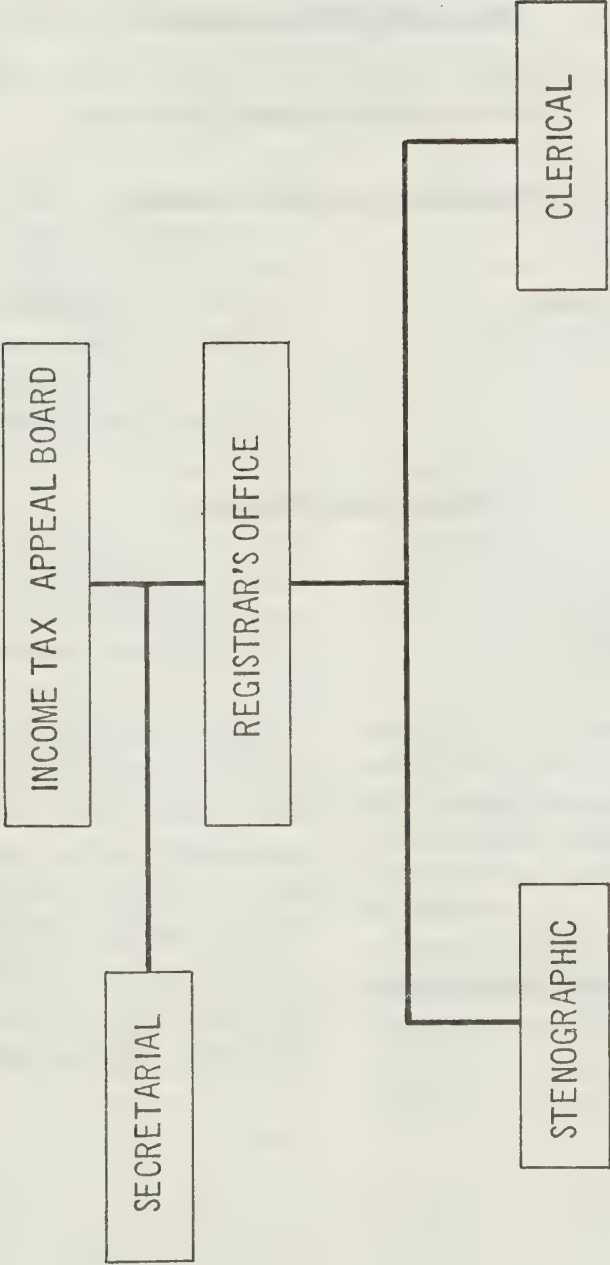 INCOME TAX APPEAL BOARD
SECRETARIAL
REGISTRAR'S OFFICE
STENOGRAPHIC
CLERICAL